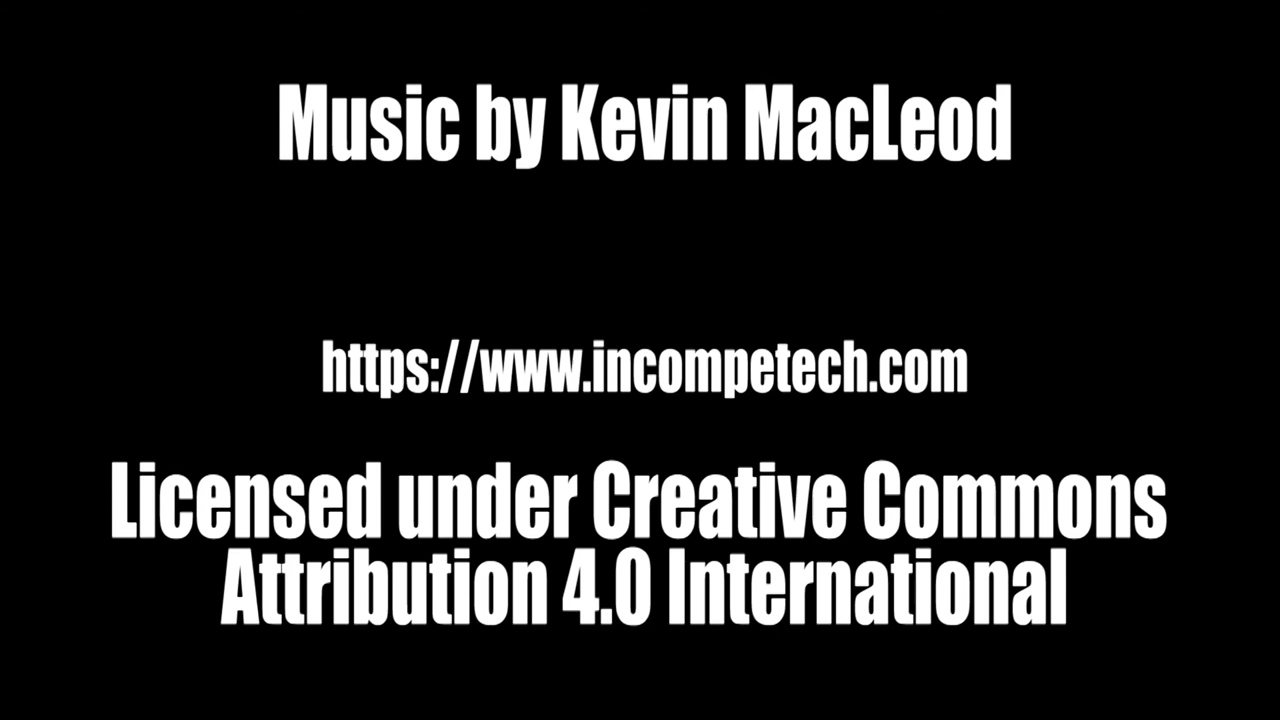 Music by Kevin MacLeod
https://www.incompetech.com
Licensed under Creative Commons
Attribution 4.0 International